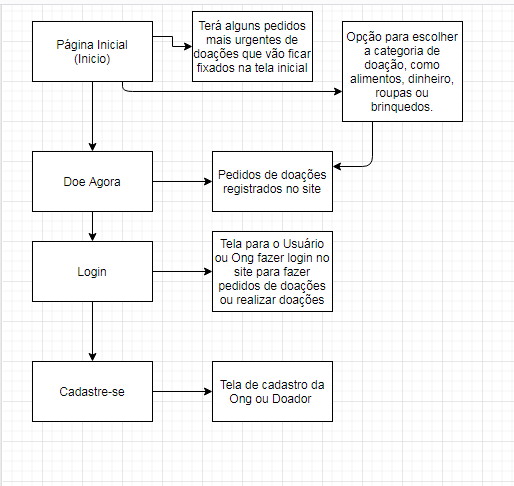 Página Inicial
(Inicio)
Terá alguns pedidos
mais urgentes de
doações que vão ficar
fixados na tela inicial
Opção para escolher
a categoria de
doação, como
alimentos, dinheiro,
roupas ou
brinquedos.
Doe Agora
Pedidos de doações
registrados no site
Login
Tela para o Usuário
ou Ong fazer login no
site para fazer
pedidos de doações
ou realizar doações
Cadastre-se
Tela de cadastro da
Ong ou Doador